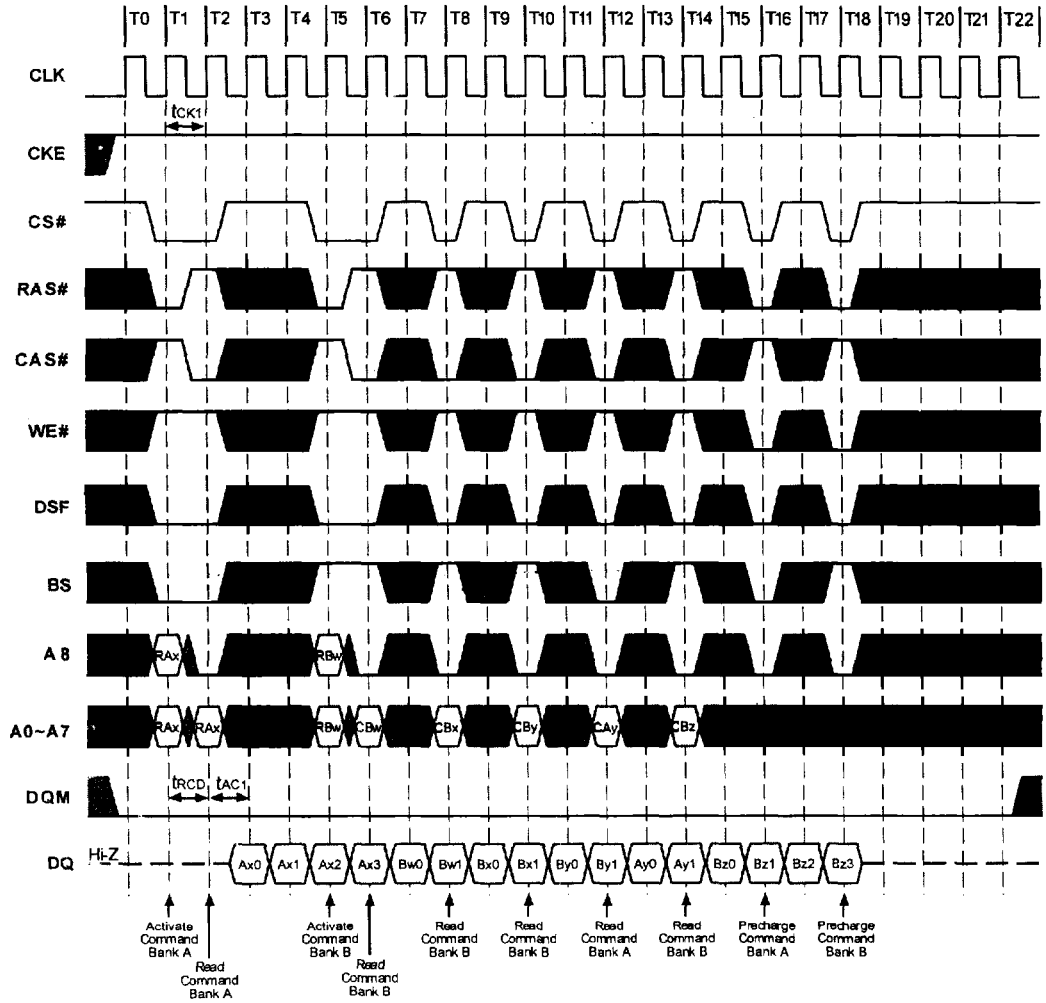 T0 T1 T2 T3 T4 T5 T6 T7 T8 T9 T10 T11 T12 T13 T14 T15 T16 T17 T18 T19 T20 T21 T22
CLK
tCK1
CKE
CS#
RAS#
CAS#
WE#
DSF
BS
A8
RAx RBw
A0~A7
RAx RAx RBw CBw CBx CBy CAy CBz
tRCD tAC1
DQM
Hi-Z
DQ
Ax0 Ax1 Ax2 Ax3 Bw0 Bw1 Bx0 Bx1 By0 By1 Ay0 Ay1 Bz0 Bz1 Bz2 Bz3
Activate Command Bank A
Read Command Bank A
Activate Command Bank B
Read Command Bank B
Read Command Bank B
Read Command Bank B
Read Command Bank A
Read Command Bank B
Precharge Command Bank A
Precharge Command Bank B